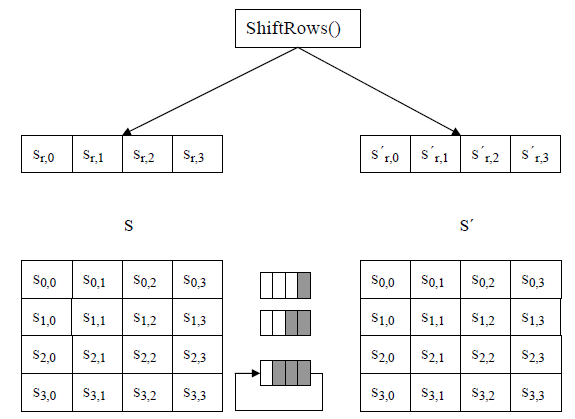 ShiftRows()
Sr,0 Sr,1 Sr,2 Sr,3 S´r,0 S´r,1 S´r,2 S´r,3
S S´
S0,0 S0,1 S0,2 S0,3 S0,0 S0,1 S0,2 S0,3
S1,0 S1,1 S1,2 S1,3 S1,0 S1,1 S1,2 S1,3
S2,0 S2,1 S2,2 S2,3 S2,0 S2,1 S2,2 S2,3
S3,0 S3,1 S3,2 S3,3 S3,0 S3,1 S3,2 S3,3